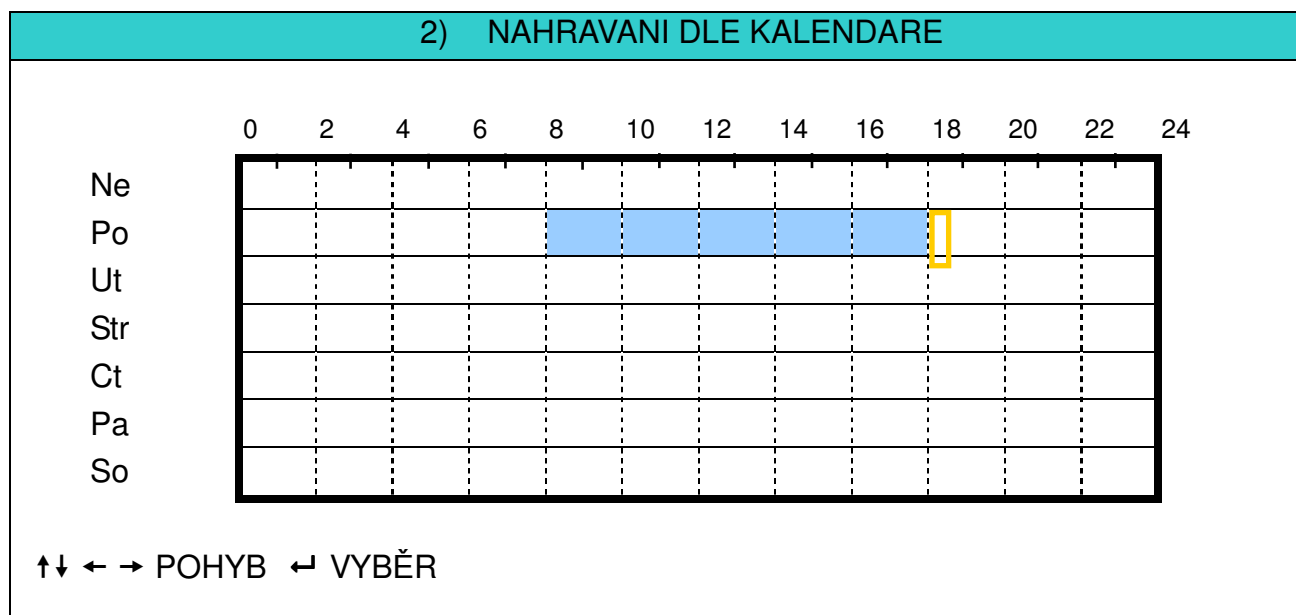 2) NAHRAVANI DLE KALENDARE
0 2 4 6 8 10 12 14 16 18 20 22 24
Ne
Po
Ut
Str
Ct
Pa
So
↑↓ ← → POHYB ↵ VYBĚR